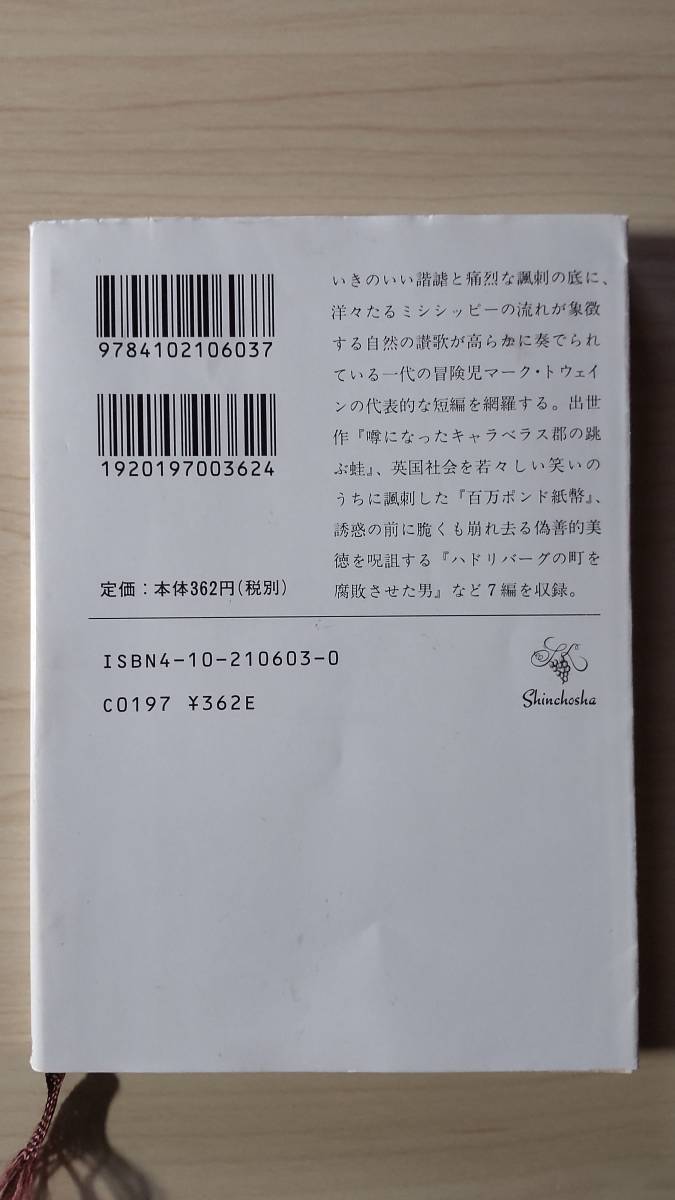 9784102106037
1920197003624
定価：本体362円（税別）
いきのいい諧謔と痛烈な諷刺の底に、
洋々たるミシシッピーの流れが象徴
する自然の讃歌が高らかに奏でられ
ている一代の冒険児マーク・トウェイ
ンの代表的な短編を網羅する。出世
作『噂になったキャラベラス郡の跳
ぶ蛙』、英国社会を若々しい笑いの
うちに諷刺した『百万ポンド紙幣』、
誘惑の前に脆くも崩れ去る偽善的美
徳を呪詛する『ハドリバーグの町を
腐敗させた男』など７編を収録。
ISBN4-10-210603-0
C0197 ¥362E
Shinchosha